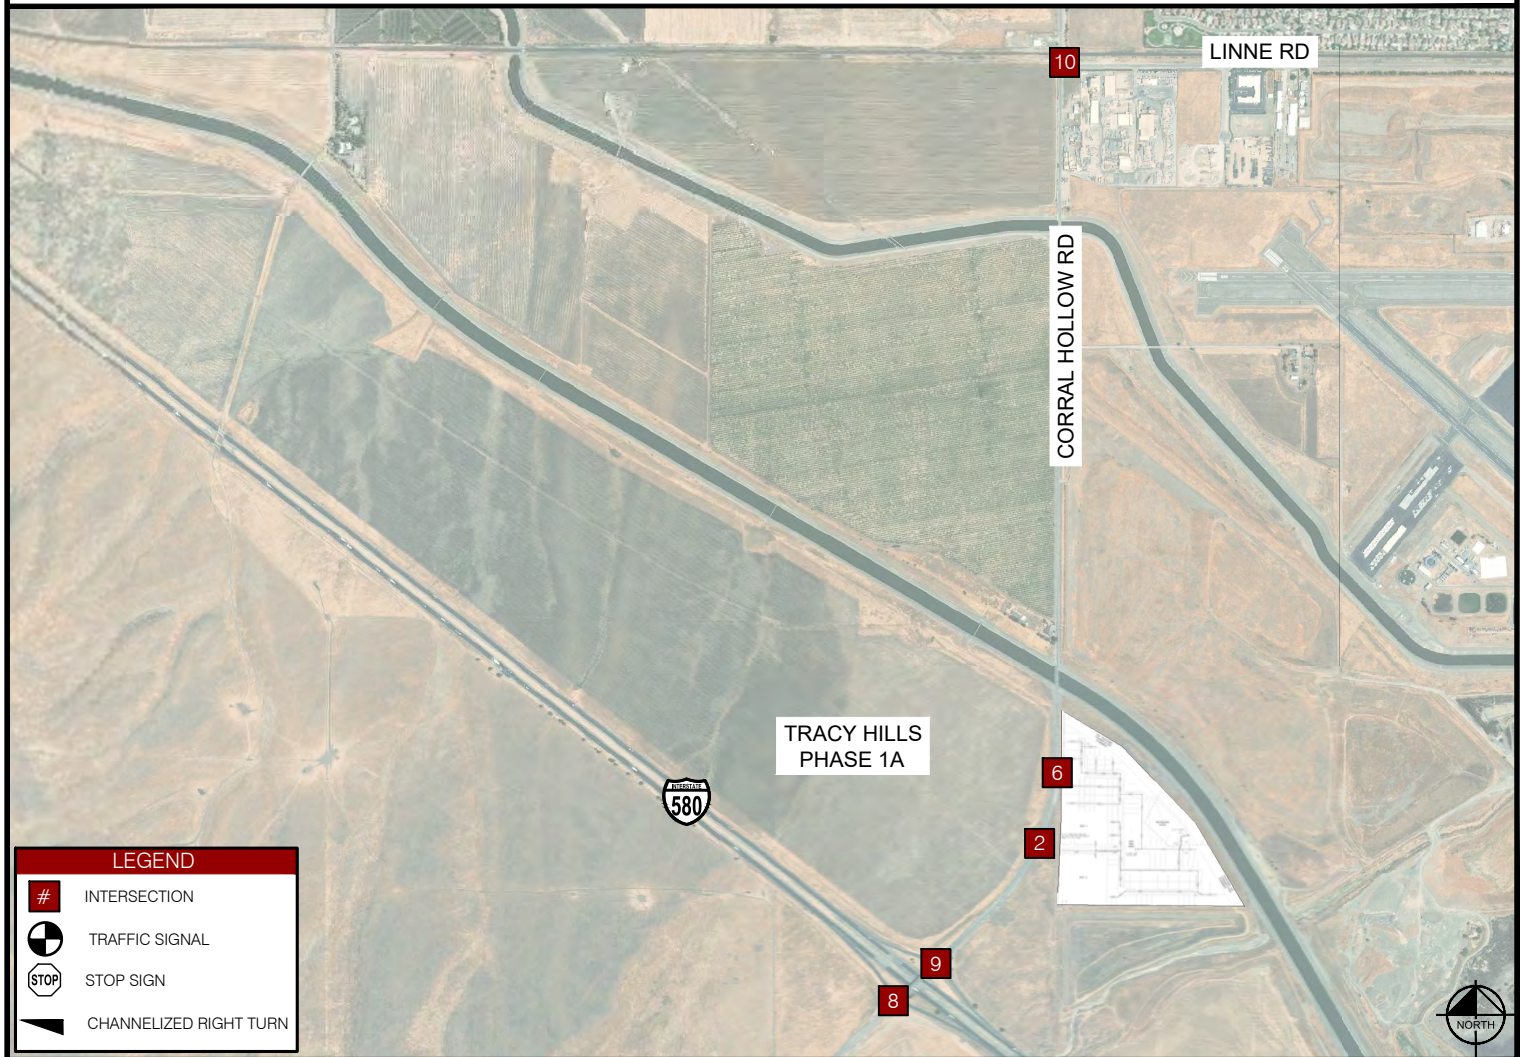 10
LINNE RD
CORRAL HOLLOW RD
TRACY HILLS
PHASE 1A
6
INTERSTATE
580
2
9
8
LEGEND
# INTERSECTION
TRAFFIC SIGNAL
STOP STOP SIGN
CHANNELIZED RIGHT TURN
NORTH